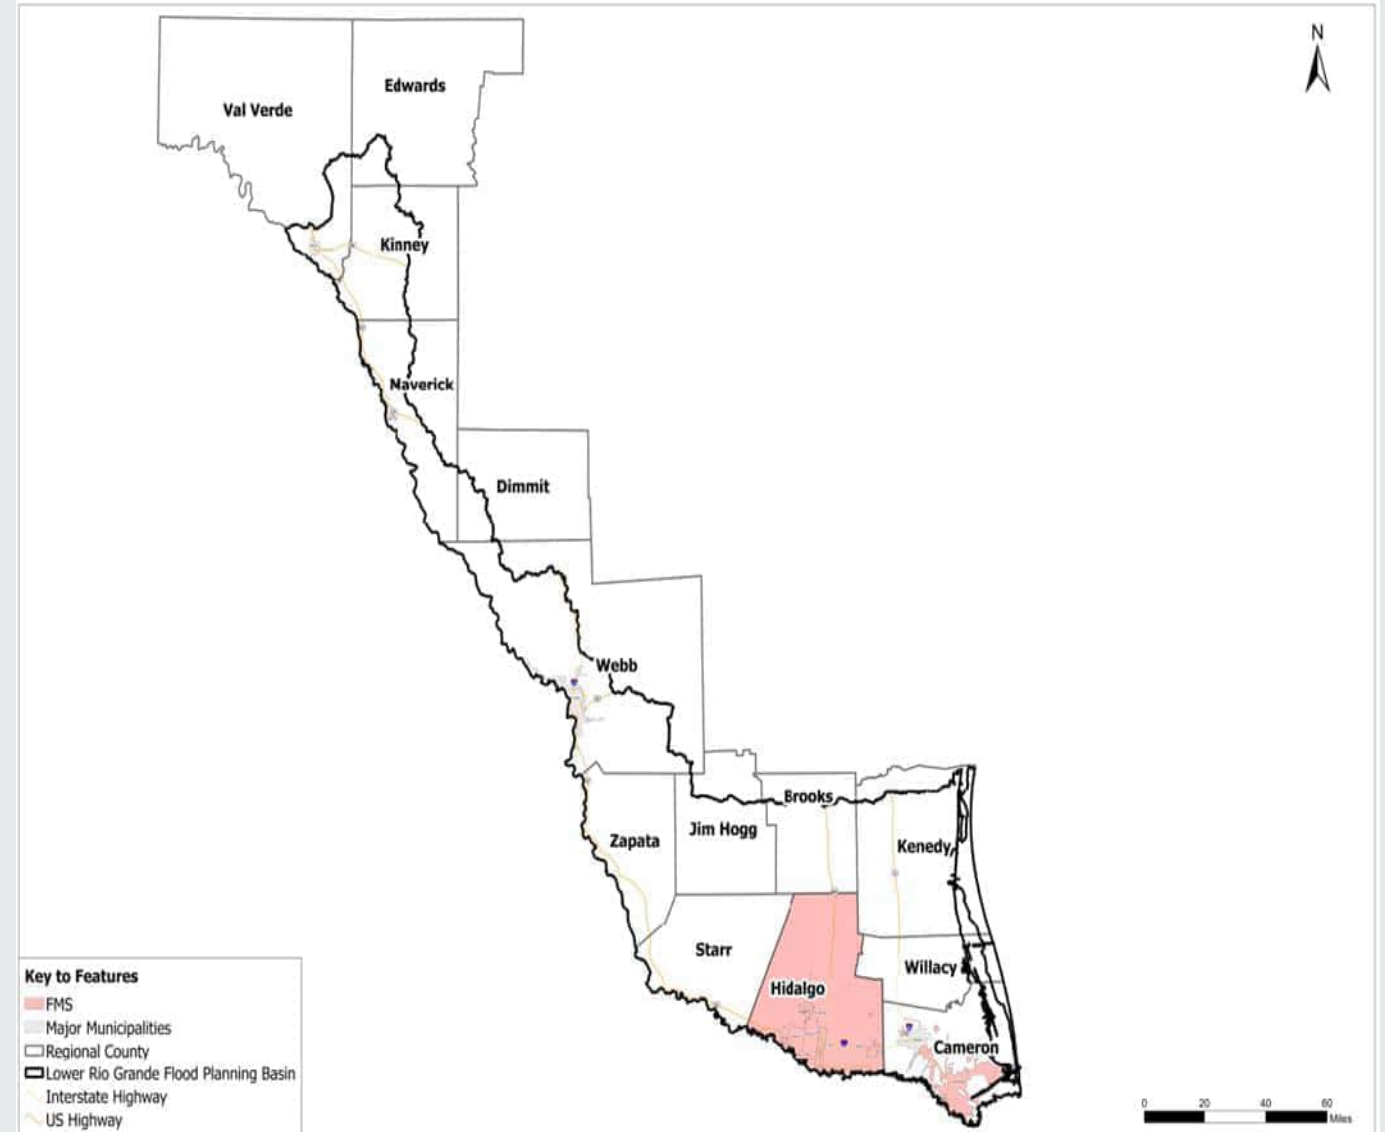 N
Edwards
Val Verde
Kinney
Maverick
Dimmit
Webb
Brooks
Jim Hogg
Zapata
Kenedy
Starr
Willacy
Hidalgo
Cameron
Key to Features
FMS
Major Municipalities
Regional County
Lower Rio Grande Flood Planning Basin
Interstate Highway
US Highway
0 20 40 60
Miles